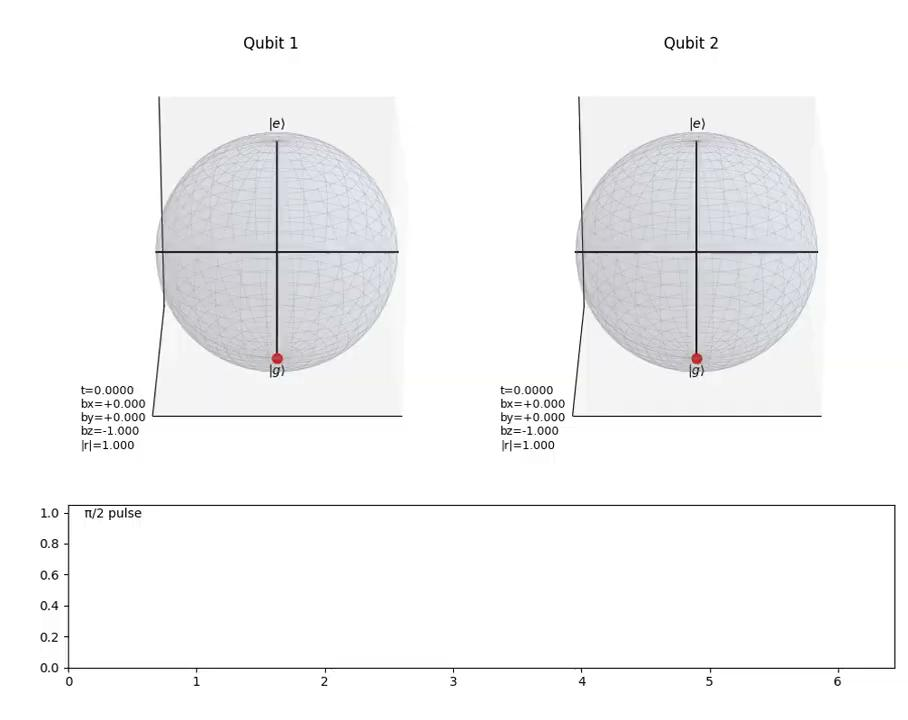 Qubit 1
Qubit 2
|e⟩
|e⟩
|g⟩
|g⟩
t=0.0000
bx=+0.000
by=+0.000
bz=-1.000
|r|=1.000
t=0.0000
bx=+0.000
by=+0.000
bz=-1.000
|r|=1.000
π/2 pulse
1.0
0.8
0.6
0.4
0.2
0.0
0 1 2 3 4 5 6